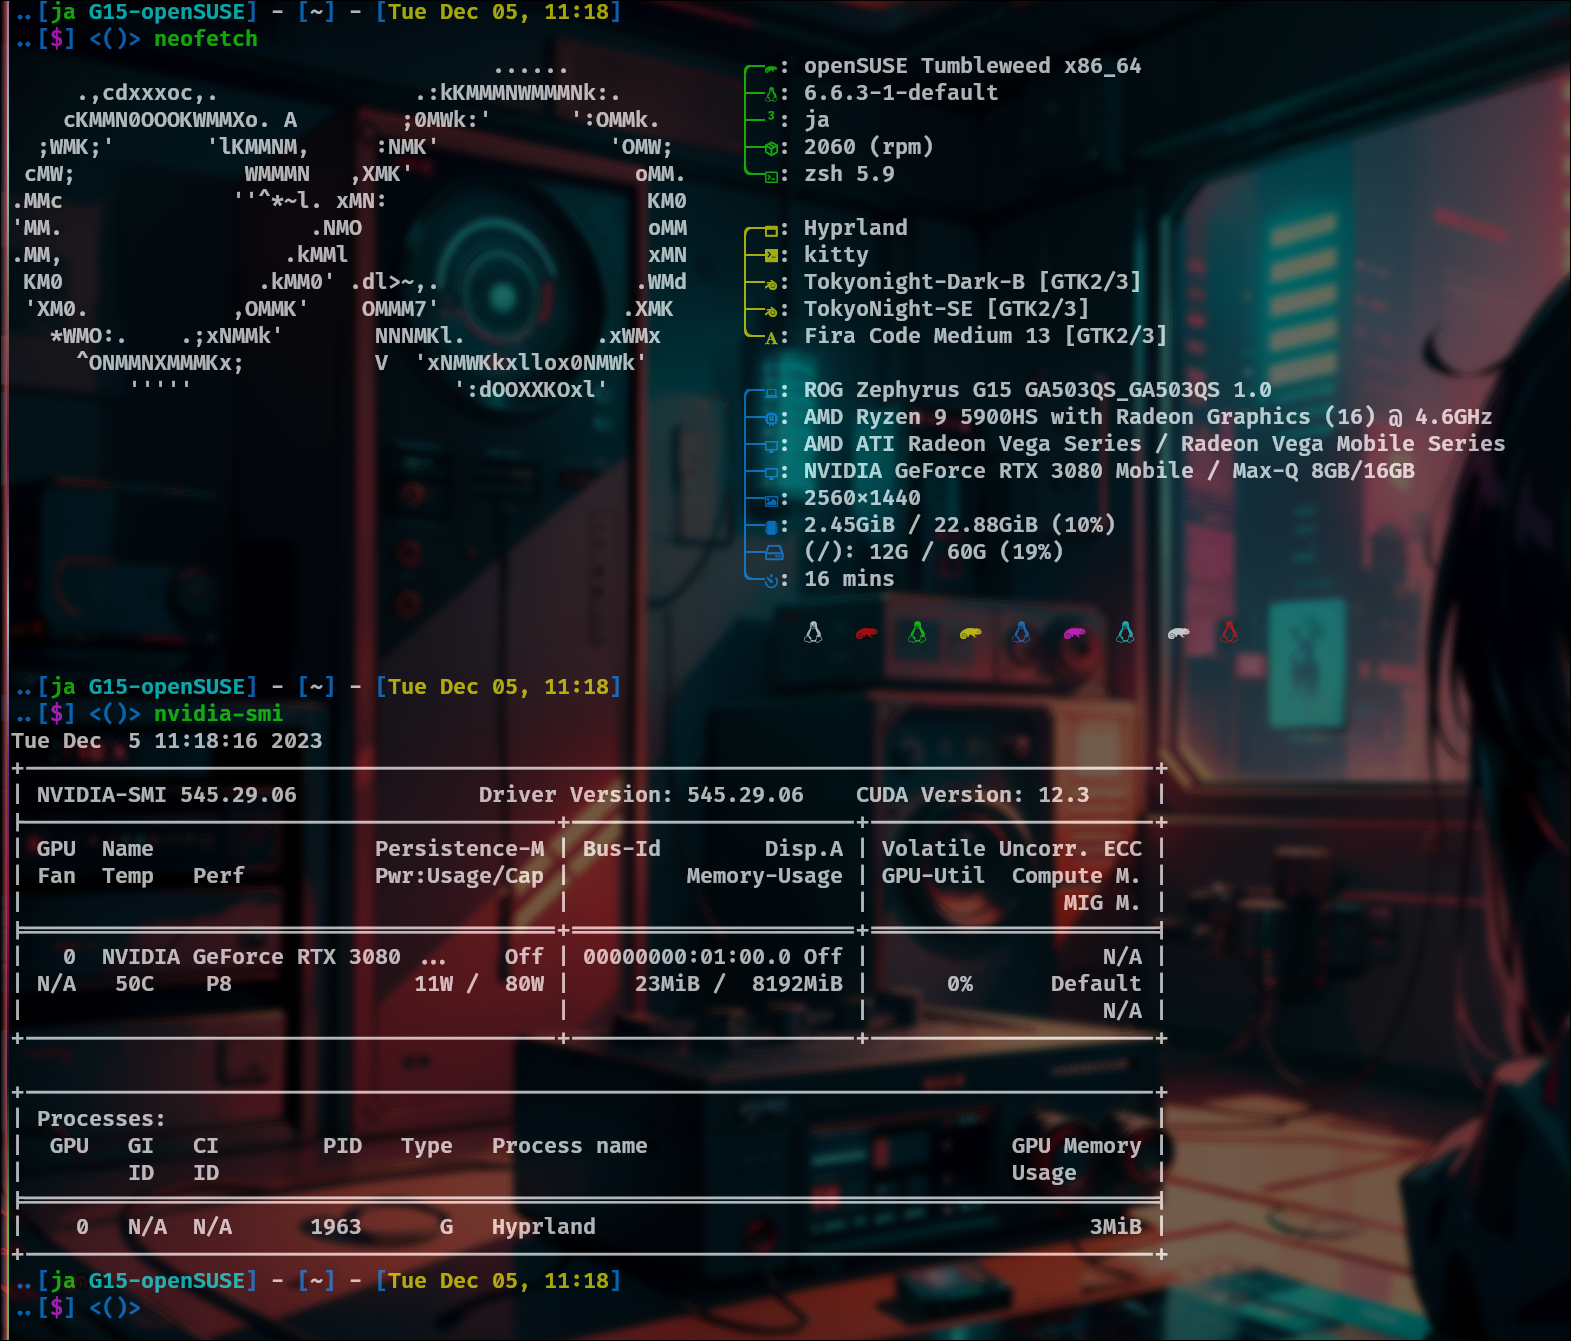 ..[ja G15-openSUSE] - [~] - [Tue Dec 05, 11:18]
..[$] <()> neofetch
......
.,cdxxxoc,. .:kKMMMNWMMMNk:.
cKMMN0OOOKWMMXo. A ;0MWk:' ':OMMk.
;WMK;' 'lKMMNM, :NMK' 'OMW;
cMW; WMMMN ,XMK' oMM.
.MMc ''^*~l. xMN: KM0
'MM. .NMO oMM
.MM, .kMMl xMN
KM0 .kMM0' .dl>~,. .WMd
'XM0. ,OMMK' OMMM7' .XMK
*WMO:. .;xNMMk' NNNMKl. .xWMx
^ONMMNXMMMKx; V 'xNMWKkxllox0NMWk'
''''' ':dOOXXKOxl'
: openSUSE Tumbleweed x86_64
: 6.6.3-1-default
: ja
: 2060 (rpm)
: zsh 5.9
: Hyprland
: kitty
: Tokyonight-Dark-B [GTK2/3]
: TokyoNight-SE [GTK2/3]
: Fira Code Medium 13 [GTK2/3]
: ROG Zephyrus G15 GA503QS_GA503QS 1.0
: AMD Ryzen 9 5900HS with Radeon Graphics (16) @ 4.6GHz
: AMD ATI Radeon Vega Series / Radeon Vega Mobile Series
: NVIDIA GeForce RTX 3080 Mobile / Max-Q 8GB/16GB
: 2560×1440
: 2.45GiB / 22.88GiB (10%)
: (/): 12G / 60G (19%)
: 16 mins
..[ja G15-openSUSE] - [~] - [Tue Dec 05, 11:18]
..[$] <()> nvidia-smi
Tue Dec  5 11:18:16 2023
| NVIDIA-SMI 545.29.06 Driver Version: 545.29.06 CUDA Version: 12.3 |
| GPU Name Persistence-M | Bus-Id Disp.A | Volatile Uncorr. ECC |
| Fan Temp Perf Pwr:Usage/Cap | Memory-Usage | GPU-Util Compute M. |
| | | MIG M. |
| 0 NVIDIA GeForce RTX 3080 ... Off | 00000000:01:00.0 Off | N/A |
| N/A 50C P8 11W / 80W | 23MiB / 8192MiB | 0% Default |
| | | N/A |
| Processes: |
| GPU GI CI PID Type Process name GPU Memory |
| ID ID Usage |
| 0 N/A N/A 1963 G Hyprland 3MiB |
..[ja G15-openSUSE] - [~] - [Tue Dec 05, 11:18]
..[$] <()>